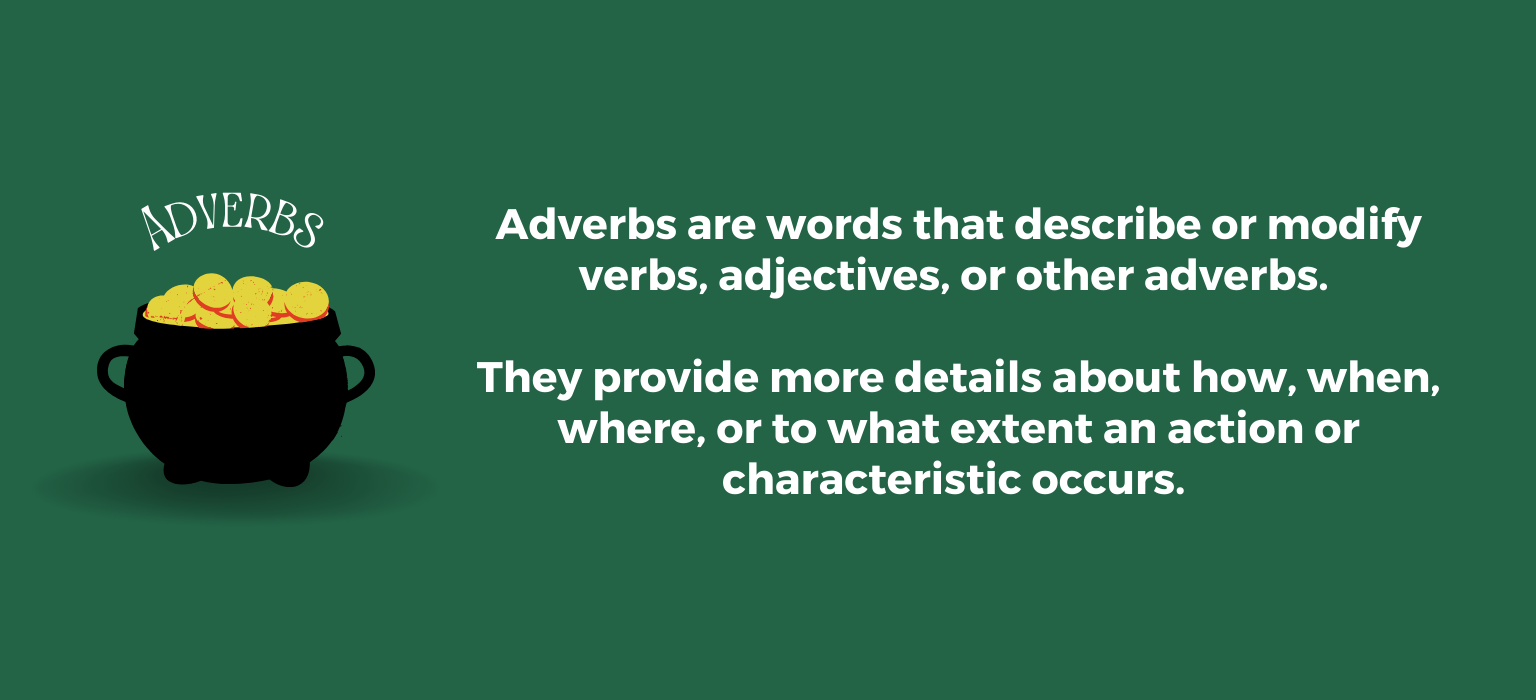 ADVERBS
Adverbs are words that describe or modify
verbs, adjectives, or other adverbs.
They provide more details about how, when,
where, or to what extent an action or
characteristic occurs.